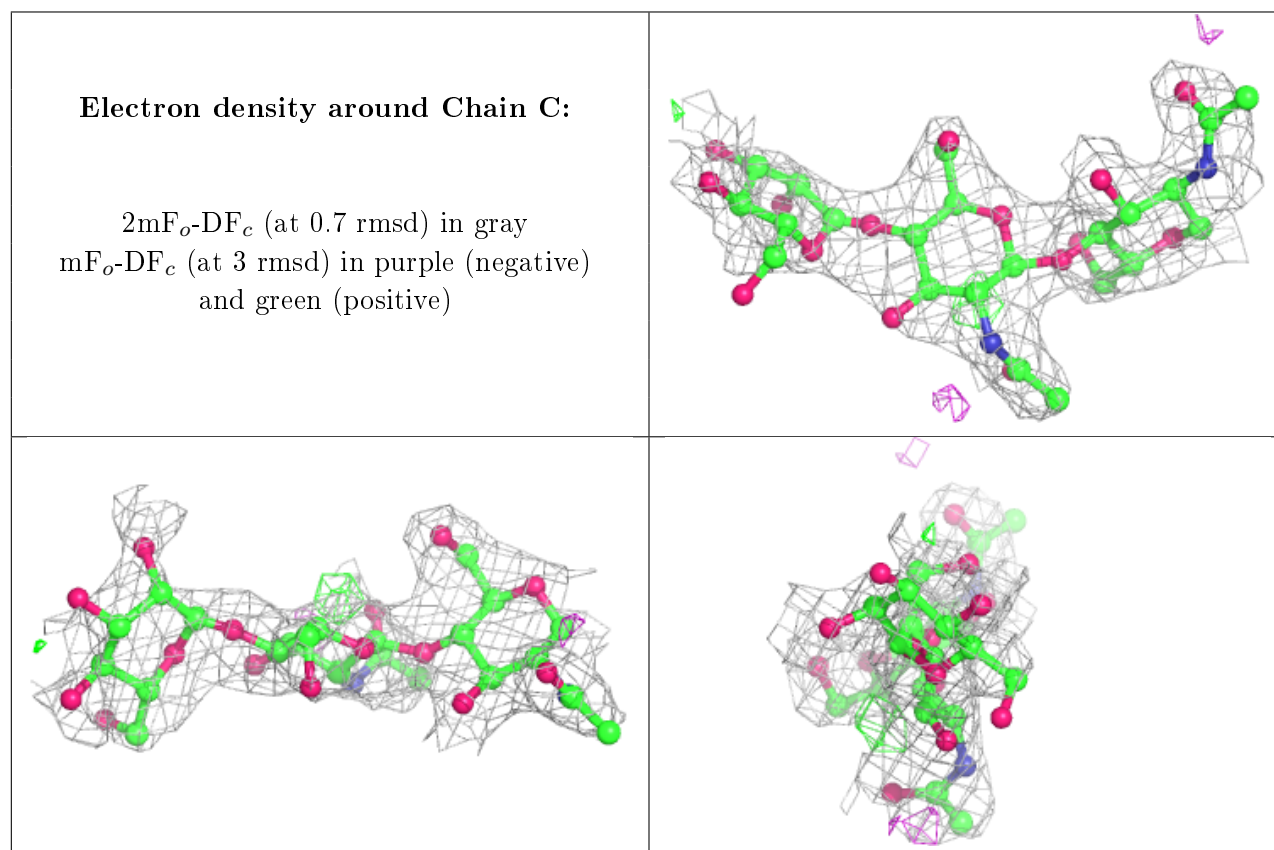 Electron density around Chain C:
2mFₒ-DF𝒸 (at 0.7 rmsd) in gray
mFₒ-DF𝒸 (at 3 rmsd) in purple (negative)
and green (positive)